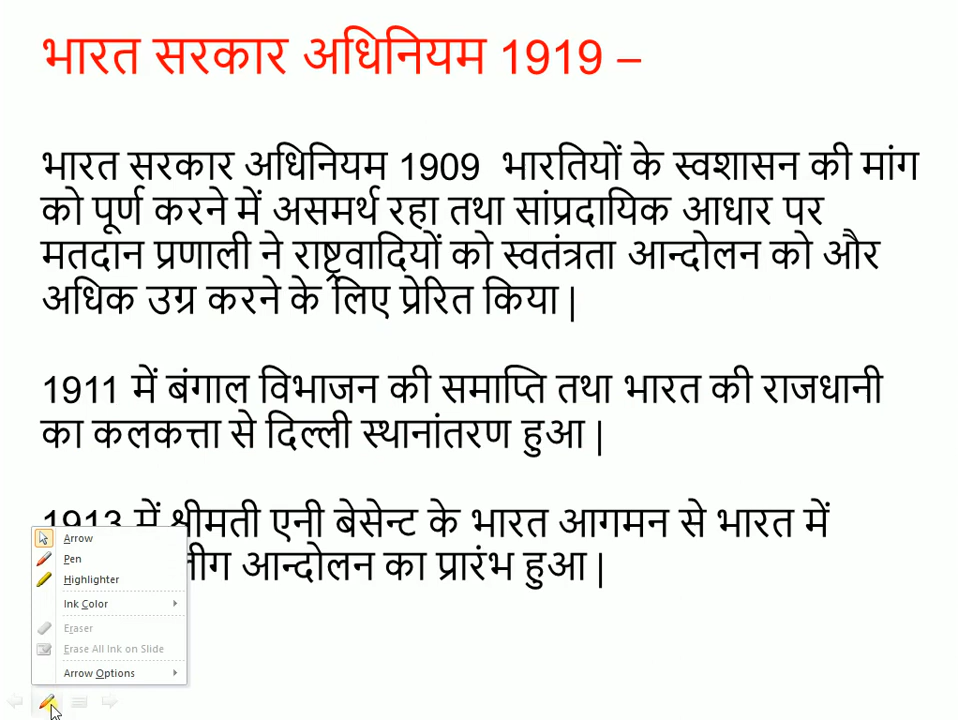 भारत सरकार अधिनियम 1919 –
भारत सरकार अधिनियम 1909 भारतियों के स्वशासन की मांग
को पूर्ण करने में असमर्थ रहा तथा सांप्रदायिक आधार पर
मतदान प्रणाली ने राष्ट्रवादियों को स्वतंत्रता आन्दोलन को और
अधिक उग्र करने के लिए प्रेरित किया |
1911 में बंगाल विभाजन की समाप्ति तथा भारत की राजधानी
का कलकत्ता से दिल्ली स्थानांतरण हुआ |
1913 में श्रीमती एनी बेसेन्ट के भारत आगमन से भारत में
लीग आन्दोलन का प्रारंभ हुआ |
Arrow
Pen
Highlighter
Ink Color
Eraser
Erase All Ink on Slide
Arrow Options